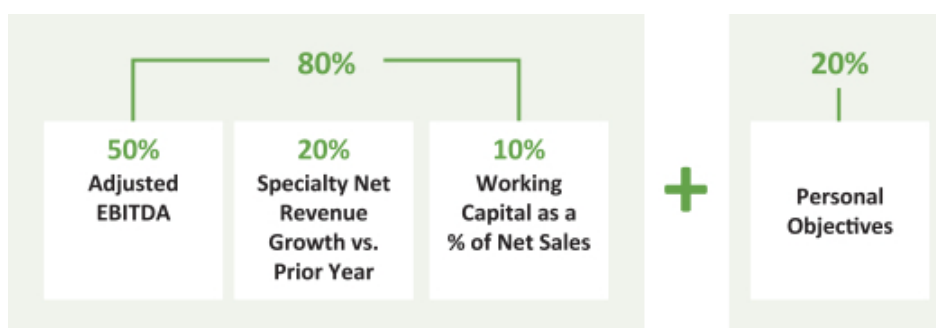 80%
50%
Adjusted
EBITDA
20%
Specialty Net
Revenue
Growth vs.
Prior Year
10%
Working
Capital as a
% of Net Sales
+
20%
Personal
Objectives